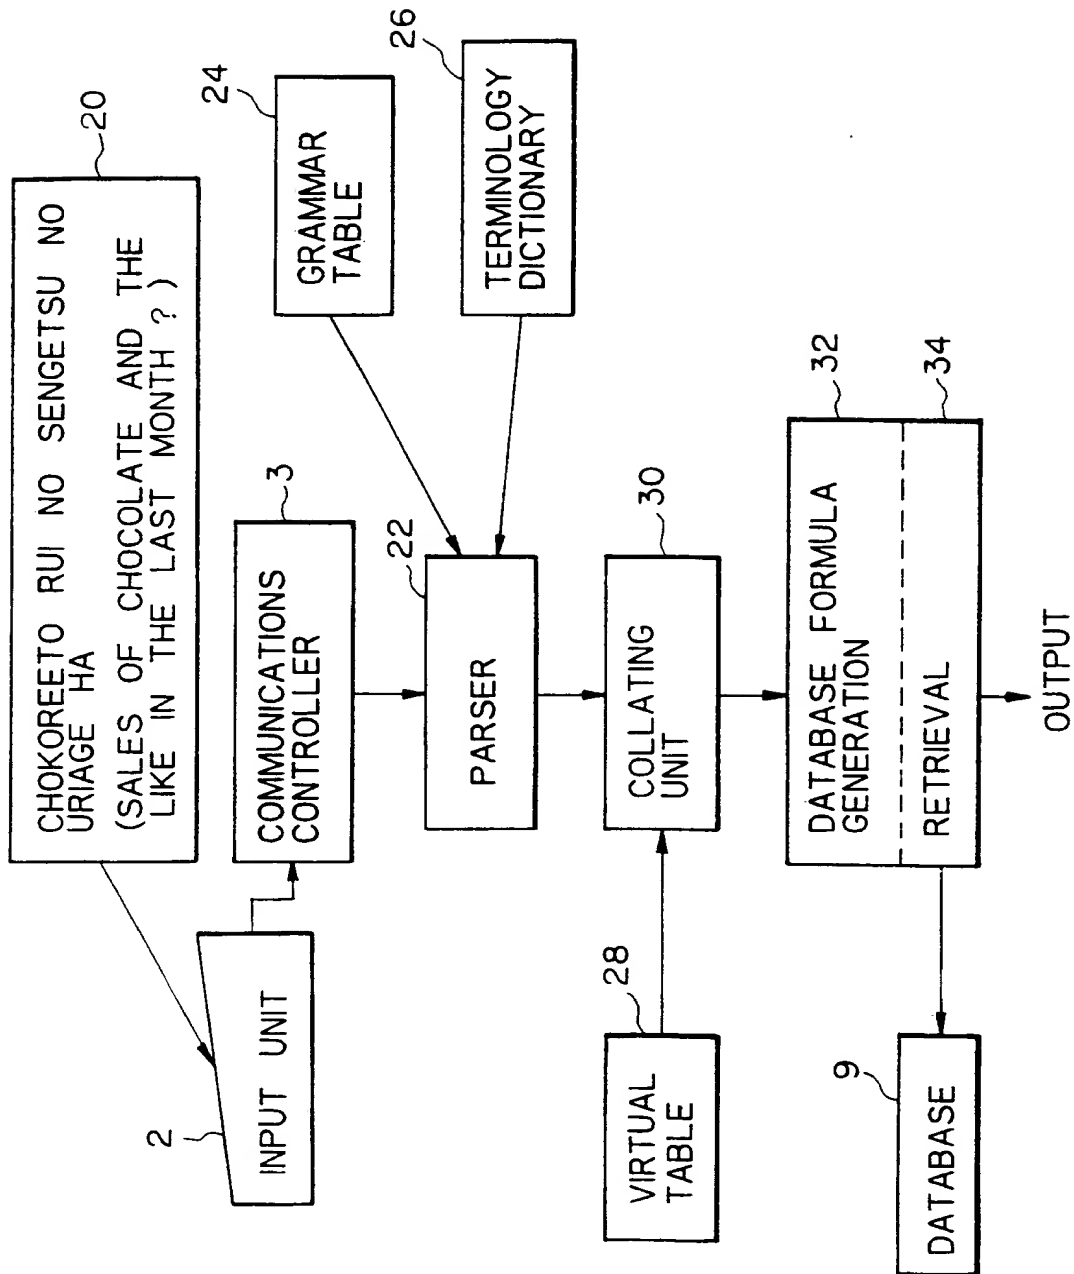 CHOKOREETO RUI NO SENGETSU NO
URIAGE HA
(SALES OF CHOCOLATE AND THE
LIKE IN THE LAST MONTH ? )
20
2
INPUT UNIT
COMMUNICATIONS
CONTROLLER
3
GRAMMAR
TABLE
24
22
PARSER
TERMINOLOGY
DICTIONARY
26
VIRTUAL
TABLE
28
COLLATING
UNIT
30
DATABASE FORMULA
GENERATION
32
RETRIEVAL
34
9
DATABASE
OUTPUT